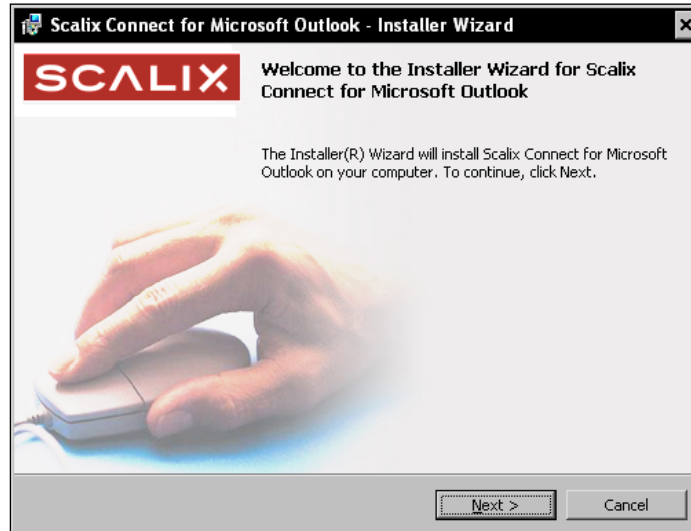 Scalix Connect for Microsoft Outlook - Installer Wizard
SCALIX
Welcome to the Installer Wizard for Scalix
Connect for Microsoft Outlook
The Installer(R) Wizard will install Scalix Connect for Microsoft
Outlook on your computer. To continue, click Next.
Next >
Cancel